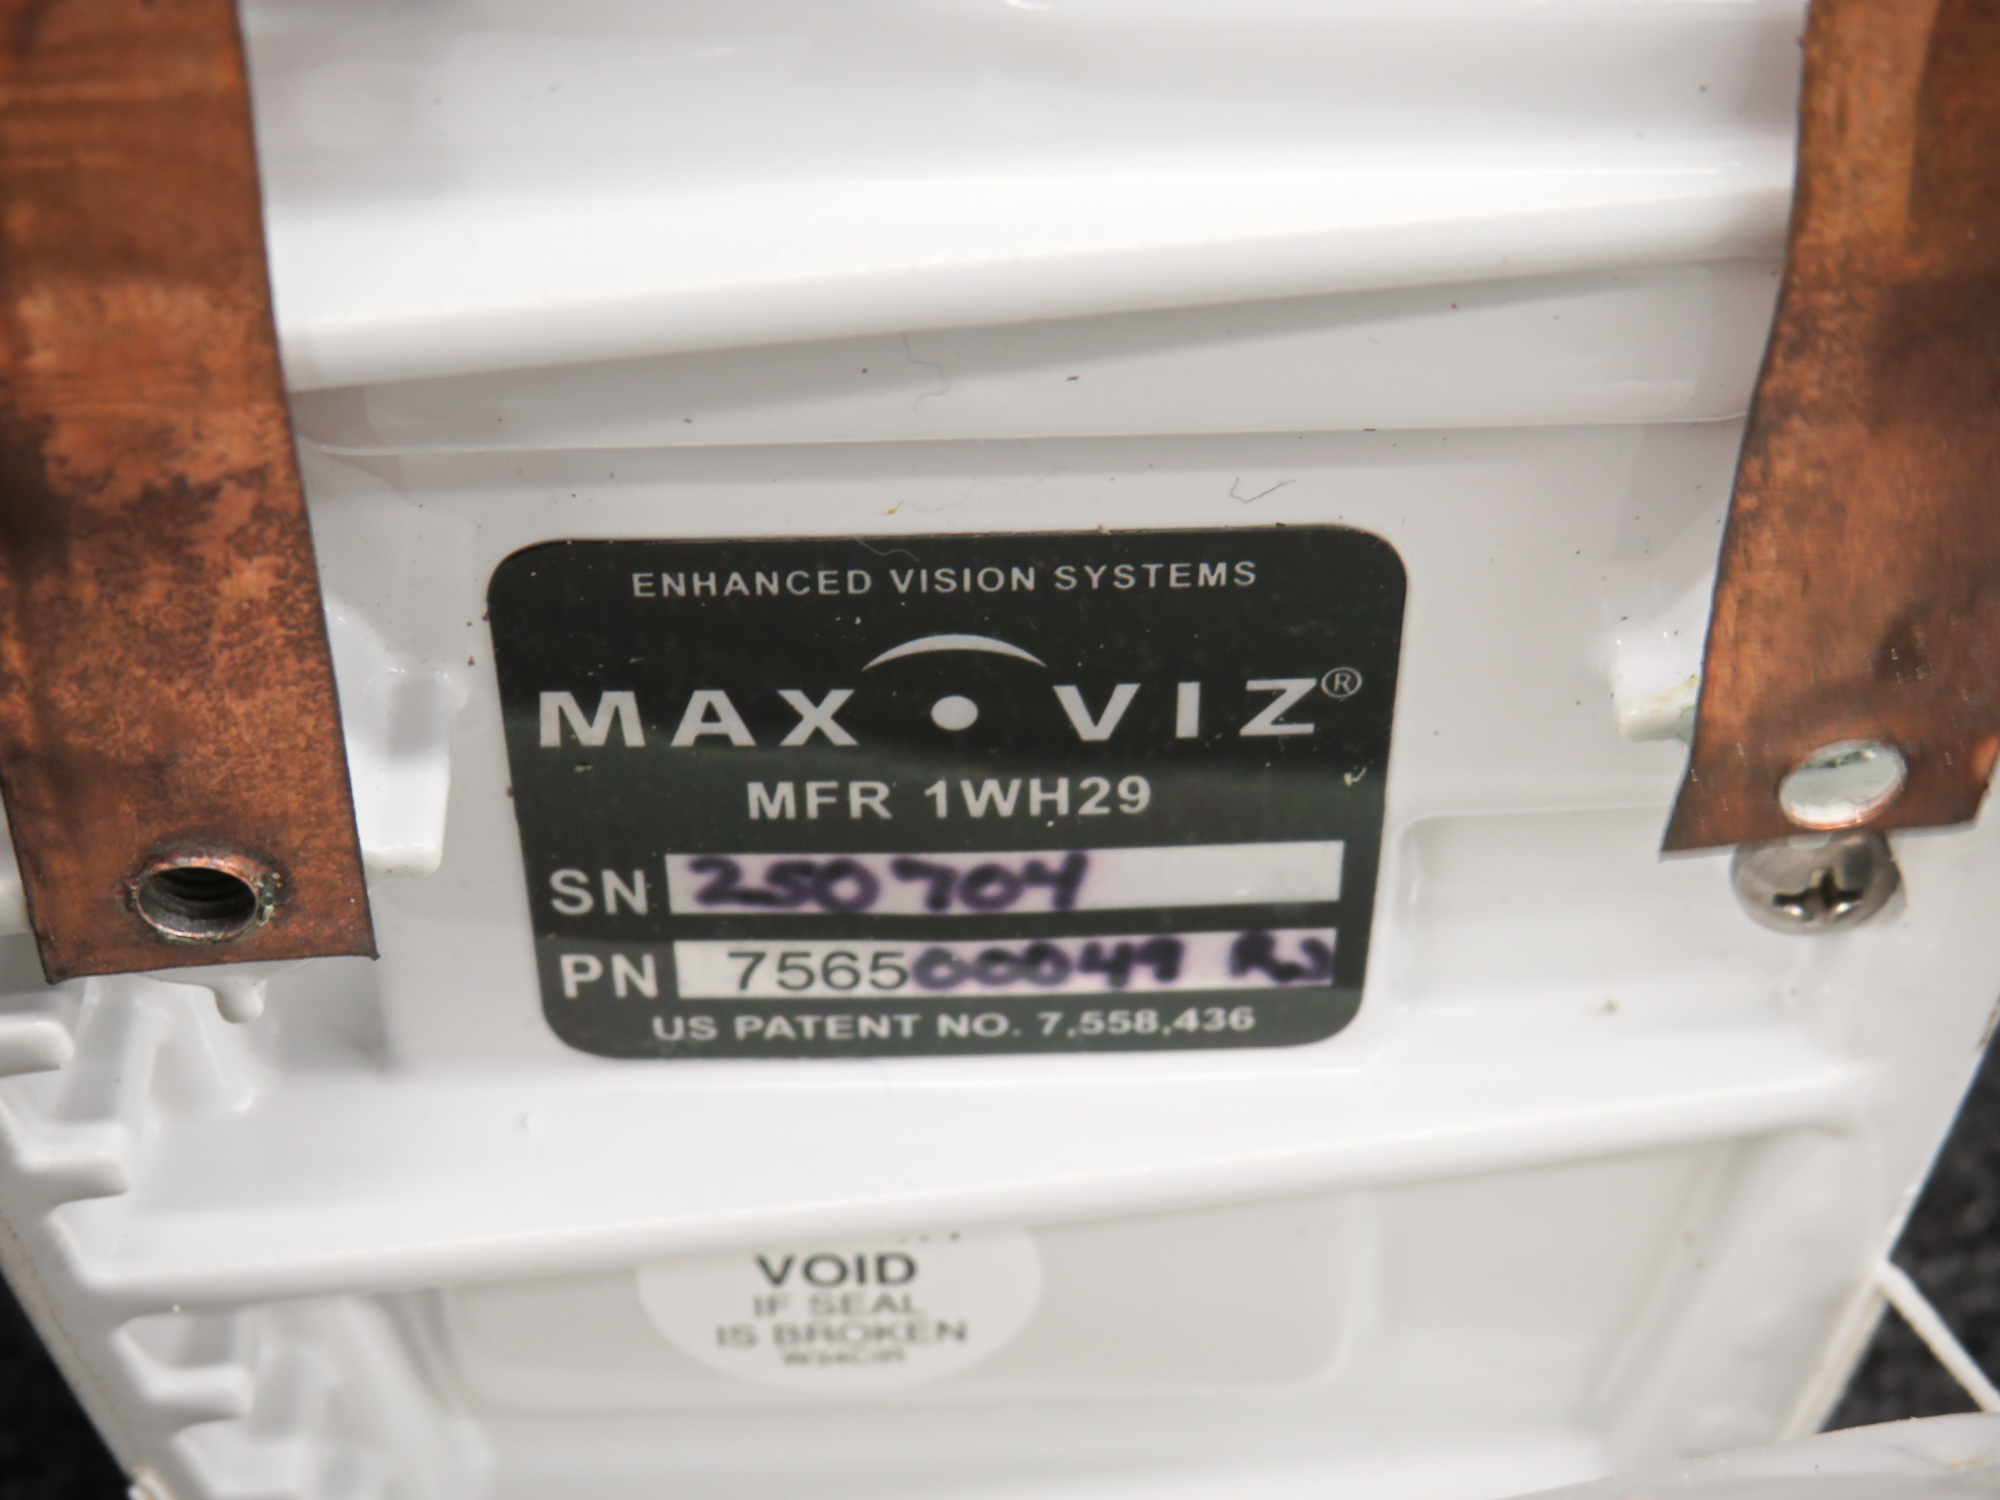 ENHANCED VISION SYSTEMS
MAX VIZ®
MFR 1WH29
SN 250704
PN 756500049 RJ
US PATENT NO. 7,558,436
VOID
IF SEAL
IS BROKEN